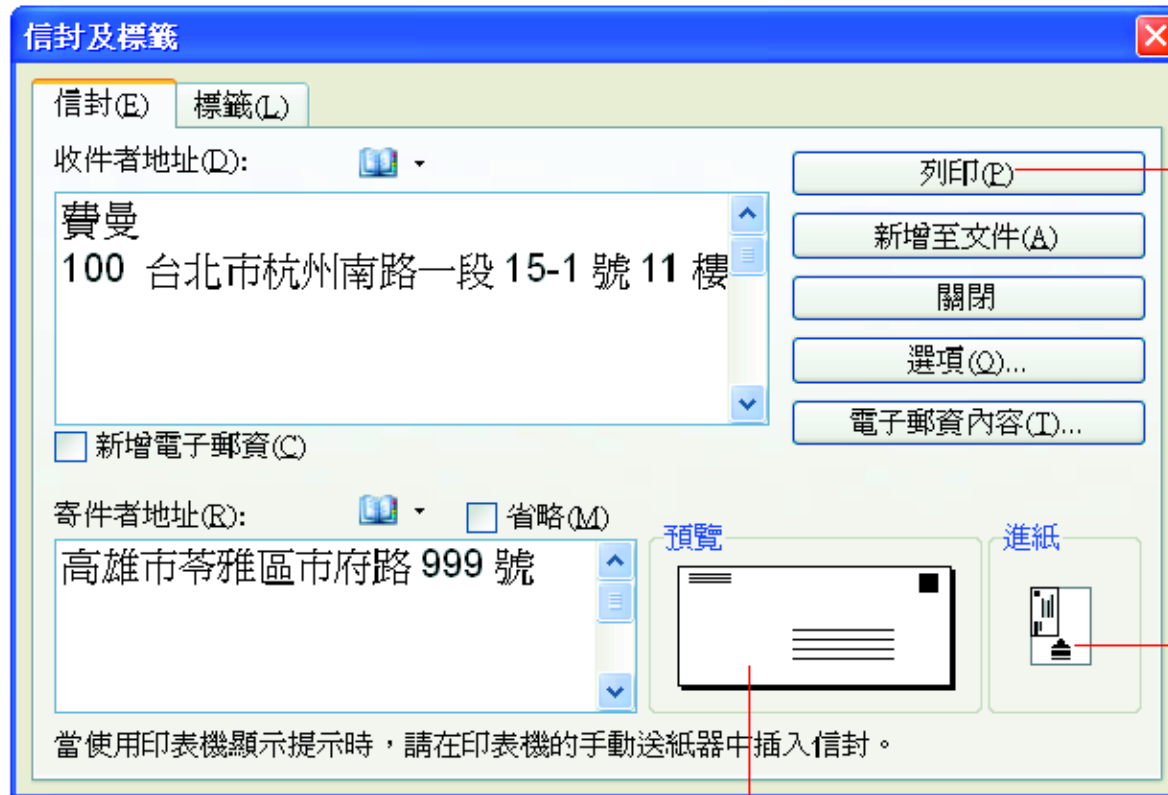 信封及標籤
信封(E) 標籤(L)
收件者地址(D):
費曼
100 台北市杭州南路一段 15-1 號 11 樓
列印(P)
新增至文件(A)
關閉
選項(O)...
電子郵資內容(T)...
新增電子郵資(C)
寄件者地址(R): 省略(M)
高雄市苓雅區市府路 999 號
預覽
進紙
當使用印表機顯示提示時，請在印表機的手動送紙器中插入信封。